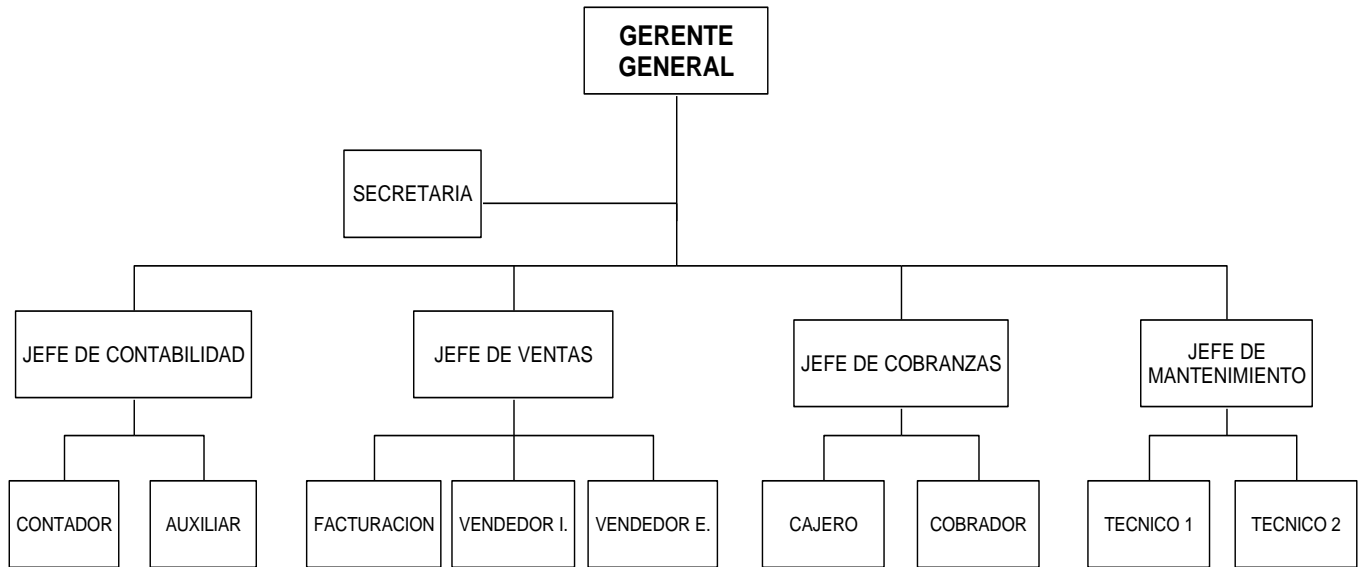 GERENTE
GENERAL
SECRETARIA
JEFE DE CONTABILIDAD
JEFE DE VENTAS
JEFE DE COBRANZAS
JEFE DE
MANTENIMIENTO
CONTADOR
AUXILIAR
FACTURACION
VENDEDOR I.
VENDEDOR E.
CAJERO
COBRADOR
TECNICO 1
TECNICO 2